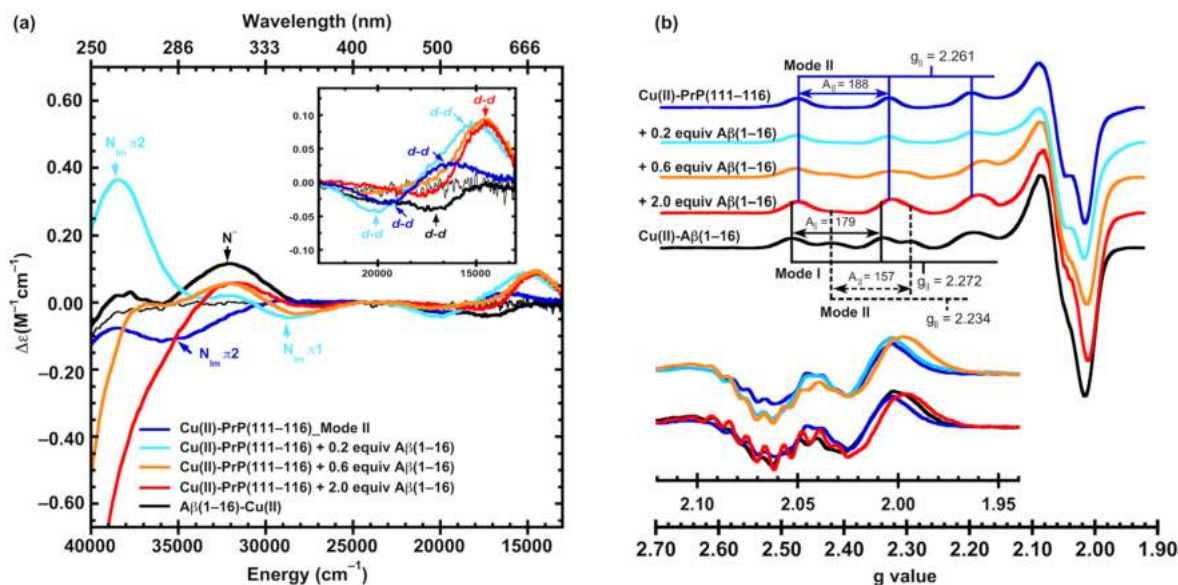 (a)
Wavelength (nm)
250 286 333 400 500 666
0.60
0.40
0.20
0.00
−0.20
−0.40
−0.60
Δε(M⁻¹cm⁻¹)
N_Im π2
N⁻
N_Im π2
N_Im π1
0.10
0.05
0.00
−0.05
−0.10
d-d
d-d
d-d
d-d
d-d
d-d
20000 15000
Cu(II)-PrP(111–116)_Mode II
Cu(II)-PrP(111–116) + 0.2 equiv Aβ(1–16)
Cu(II)-PrP(111–116) + 0.6 equiv Aβ(1–16)
Cu(II)-PrP(111–116) + 2.0 equiv Aβ(1–16)
Aβ(1–16)-Cu(II)
40000 35000 30000 25000 20000 15000
Energy (cm⁻¹)
(b)
Mode II
g|| = 2.261
A|| = 188
Cu(II)-PrP(111–116)
+ 0.2 equiv Aβ(1–16)
+ 0.6 equiv Aβ(1–16)
+ 2.0 equiv Aβ(1–16)
A|| = 179
Cu(II)-Aβ(1–16)
Mode I
A|| = 157
g|| = 2.272
Mode II
g|| = 2.234
2.10 2.05 2.00 1.95
2.70 2.60 2.50 2.40 2.30 2.20 2.10 2.00 1.90
g value